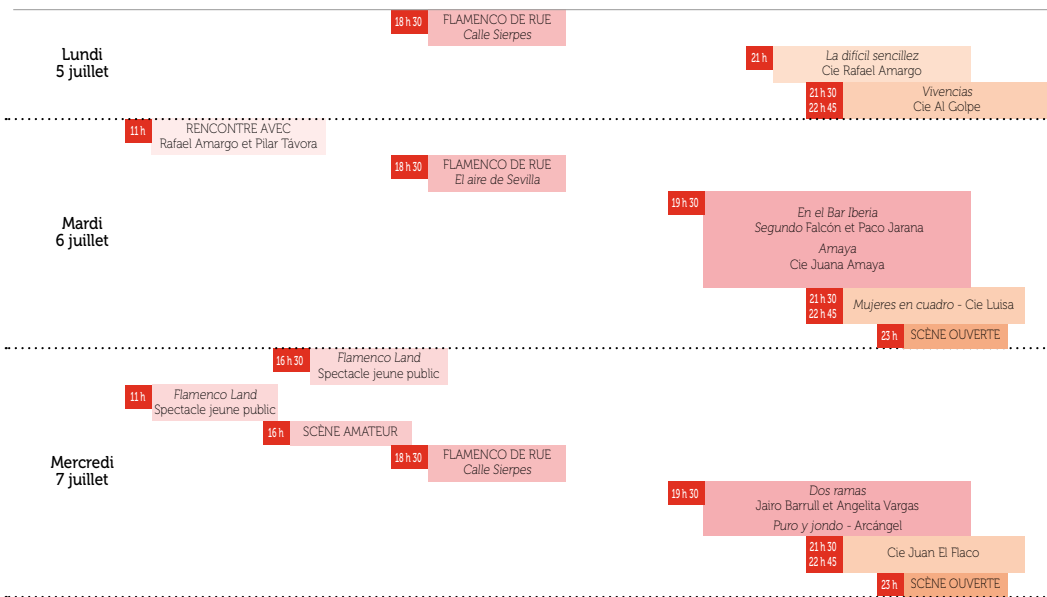 Lundi
5 juillet
18 h 30
FLAMENCO DE RUE
Calle Sierpes
21 h
La difícil sencillez
Cie Rafael Amargo
21 h 30
22 h 45
Vivencias
Cie Al Golpe
Mardi
6 juillet
11 h
RENCONTRE AVEC
Rafael Amargo et Pilar Távora
18 h 30
FLAMENCO DE RUE
El aire de Sevilla
19 h 30
En el Bar Iberia
Segundo Falcón et Paco Jarana
Amaya
Cie Juana Amaya
21 h 30
22 h 45
Mujeres en cuadro - Cie Luisa
23 h
SCÈNE OUVERTE
Mercredi
7 juillet
16 h 30
Flamenco Land
Spectacle jeune public
11 h
Flamenco Land
Spectacle jeune public
16 h
SCÈNE AMATEUR
18 h 30
FLAMENCO DE RUE
Calle Sierpes
19 h 30
Dos ramas
Jairo Barrull et Angelita Vargas
Puro y jondo - Arcángel
21 h 30
22 h 45
Cie Juan El Flaco
23 h
SCÈNE OUVERTE